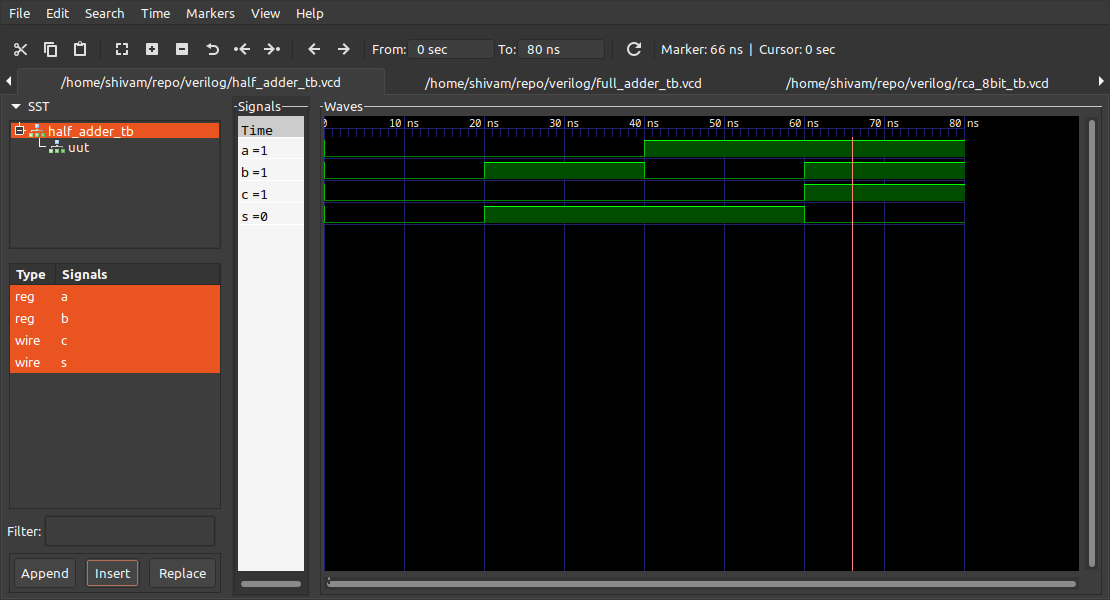 File Edit Search Time Markers View Help
From: 0 sec To: 80 ns Marker: 66 ns | Cursor: 0 sec
/home/shivam/repo/verilog/half_adder_tb.vcd /home/shivam/repo/verilog/full_adder_tb.vcd /home/shivam/repo/verilog/rca_8bit_tb.vcd
SST
half_adder_tb
uut
Type Signals
reg a
reg b
wire c
wire s
Filter:
Append Insert Replace
Signals
Time
a =1
b =1
c =1
s =0
Waves
0 10 ns 20 ns 30 ns 40 ns 50 ns 60 ns 70 ns 80 ns